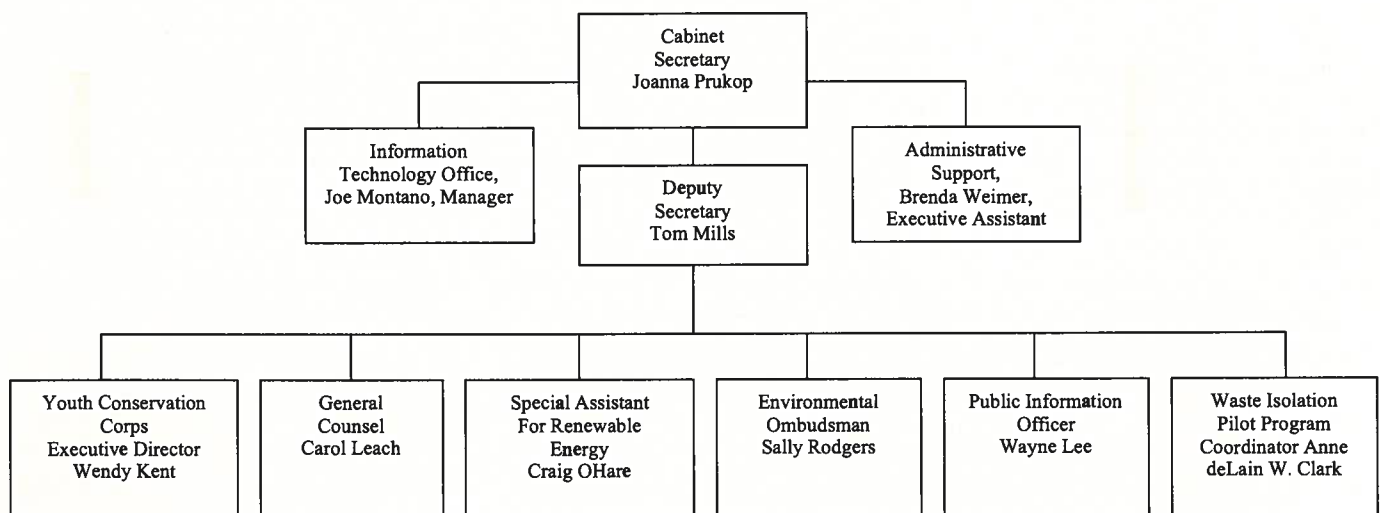 Cabinet
Secretary
Joanna Prukop
Information
Technology Office,
Joe Montano, Manager
Deputy
Secretary
Tom Mills
Administrative
Support,
Brenda Weimer,
Executive Assistant
Youth Conservation
Corps
Executive Director
Wendy Kent
General
Counsel
Carol Leach
Special Assistant
For Renewable
Energy
Craig OHare
Environmental
Ombudsman
Sally Rodgers
Public Information
Officer
Wayne Lee
Waste Isolation
Pilot Program
Coordinator Anne
deLain W. Clark